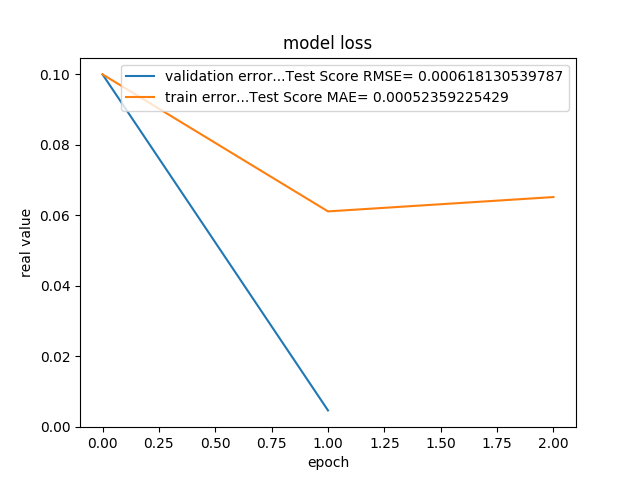 model loss
validation error...Test Score RMSE= 0.000618130539787
train error...Test Score MAE= 0.00052359225429
real value
0.10
0.08
0.06
0.04
0.02
0.00
0.00 0.25 0.50 0.75 1.00 1.25 1.50 1.75 2.00
epoch